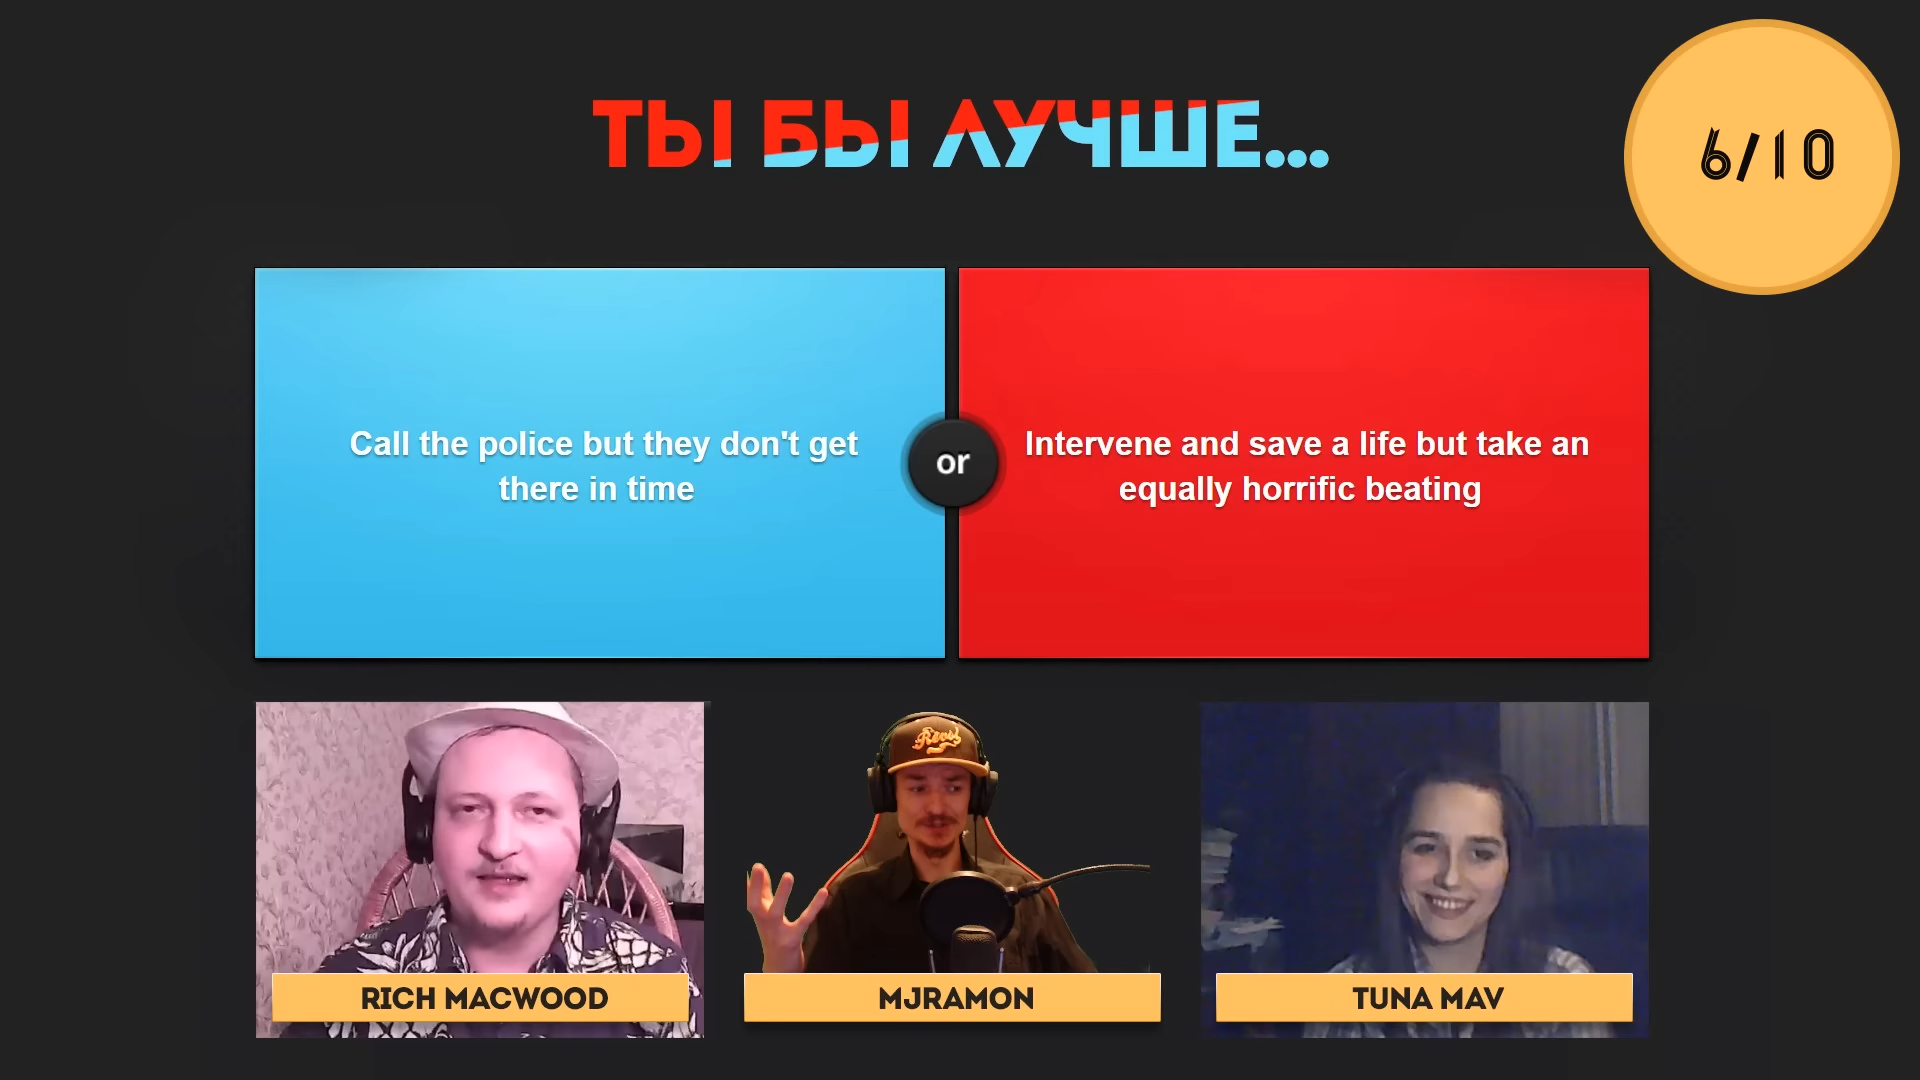 ТЫ БЫ ЛУЧШЕ...
6/10
Call the police but they don't get
there in time
or
Intervene and save a life but take an
equally horrific beating
RICH MACWOOD
MJRAMON
TUNA MAV